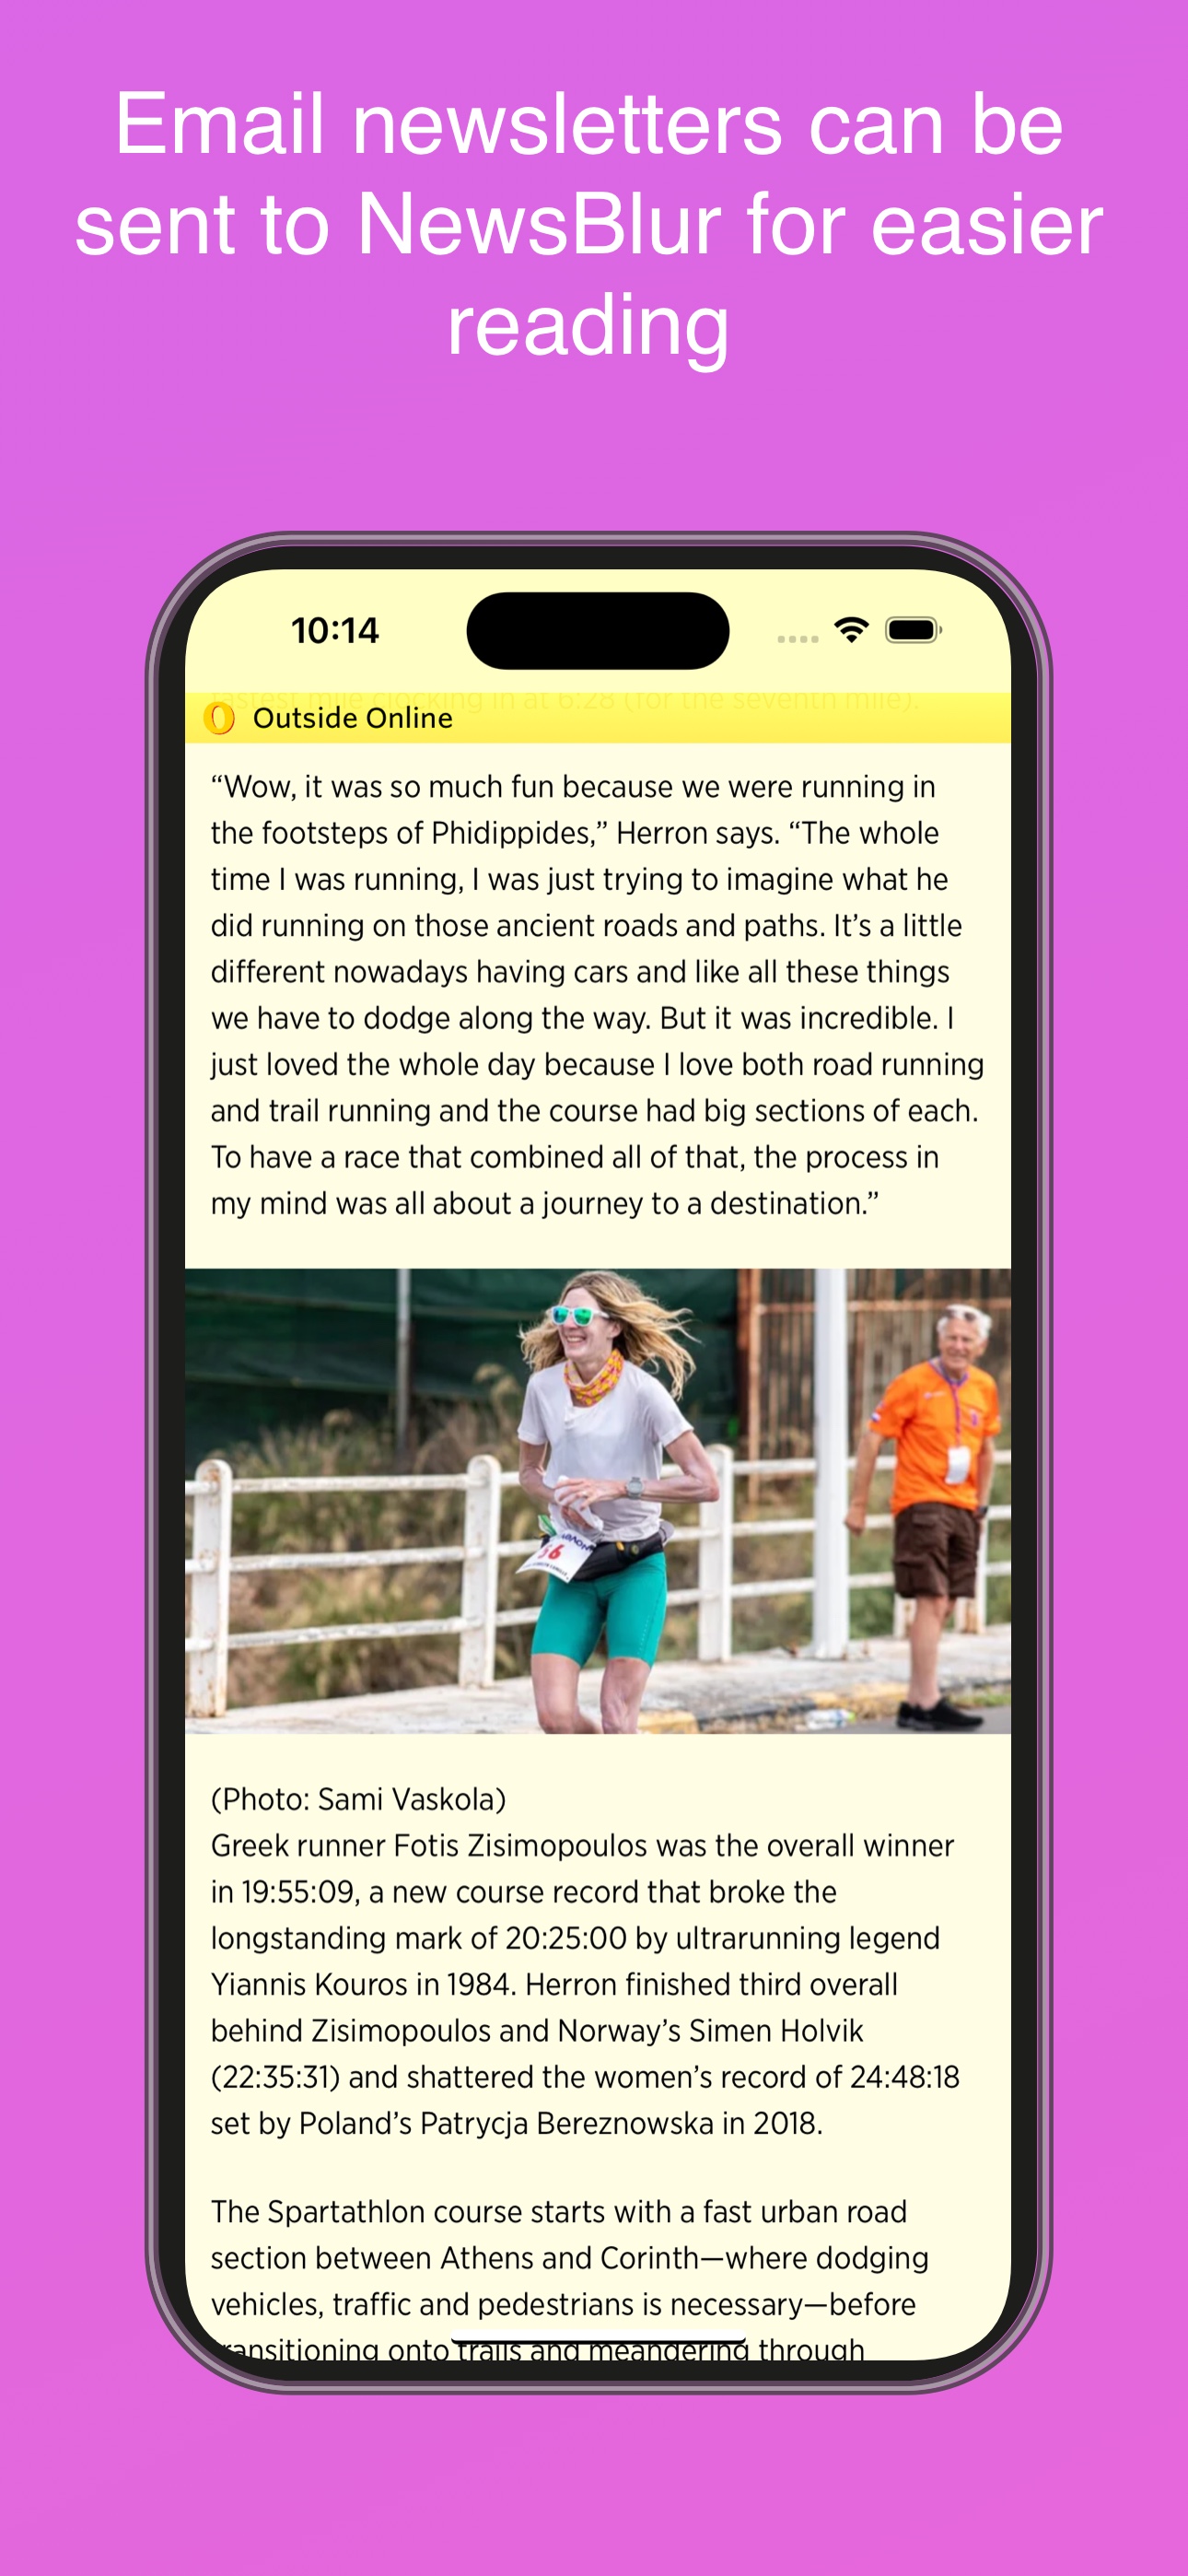 Email newsletters can be
sent to NewsBlur for easier
reading
10:14
fastest mile clocking in at 6:28 (for the seventh mile).
Outside Online
“Wow, it was so much fun because we were running in
the footsteps of Phidippides,” Herron says. “The whole
time I was running, I was just trying to imagine what he
did running on those ancient roads and paths. It’s a little
different nowadays having cars and like all these things
we have to dodge along the way. But it was incredible. I
just loved the whole day because I love both road running
and trail running and the course had big sections of each.
To have a race that combined all of that, the process in
my mind was all about a journey to a destination.”
(Photo: Sami Vaskola)
Greek runner Fotis Zisimopoulos was the overall winner
in 19:55:09, a new course record that broke the
longstanding mark of 20:25:00 by ultrarunning legend
Yiannis Kouros in 1984. Herron finished third overall
behind Zisimopoulos and Norway’s Simen Holvik
(22:35:31) and shattered the women’s record of 24:48:18
set by Poland’s Patrycja Bereznowska in 2018.
The Spartathlon course starts with a fast urban road
section between Athens and Corinth—where dodging
vehicles, traffic and pedestrians is necessary—before
transitioning onto trails and meandering through